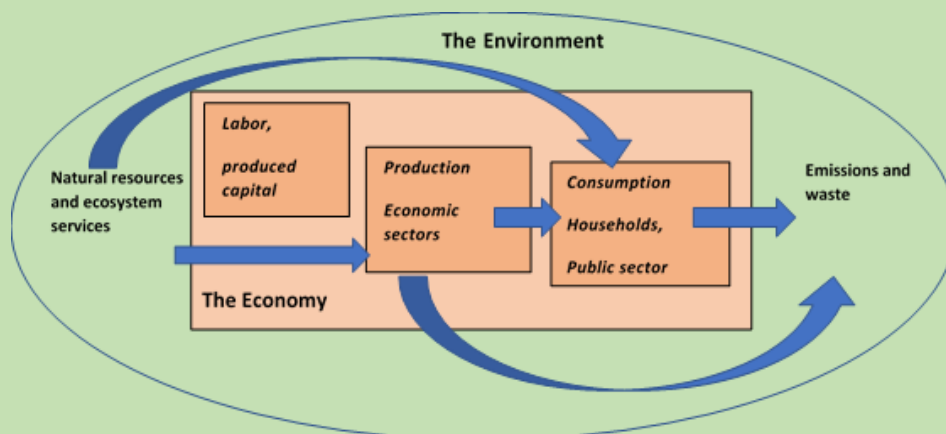 The Environment
Labor,
produced
capital
Natural resources
and ecosystem
services
Production
Economic
sectors
Consumption
Households,
Public sector
Emissions and
waste
The Economy